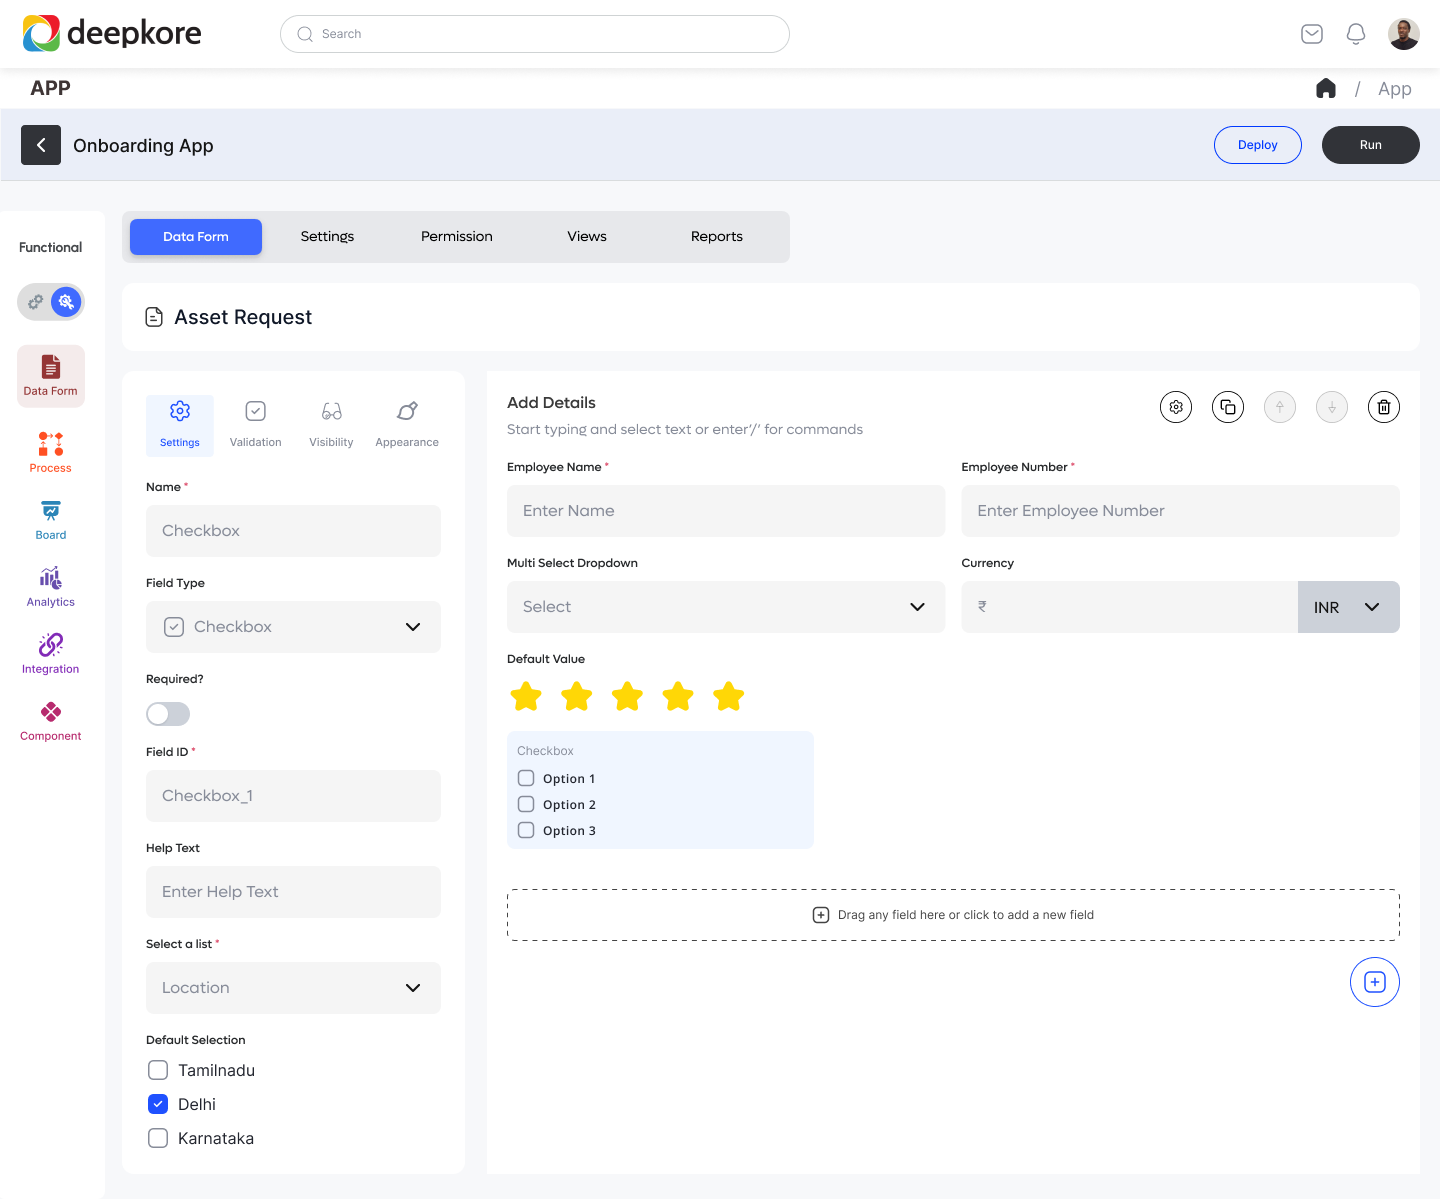 deepkore
Search
APP
/ App
Onboarding App
Deploy
Run
Functional
Data Form
Process
Board
Analytics
Integration
Component
Data Form
Settings
Permission
Views
Reports
Asset Request
Settings
Validation
Visibility
Appearance
Name *
Checkbox
Field Type
Checkbox
Required?
Field ID *
Checkbox_1
Help Text
Enter Help Text
Select a list *
Location
Default Selection
Tamilnadu
Delhi
Karnataka
Add Details
Start typing and select text or enter'/' for commands
Employee Name *
Enter Name
Employee Number *
Enter Employee Number
Multi Select Dropdown
Select
Currency
₹
INR
Default Value
Checkbox
Option 1
Option 2
Option 3
Drag any field here or click to add a new field